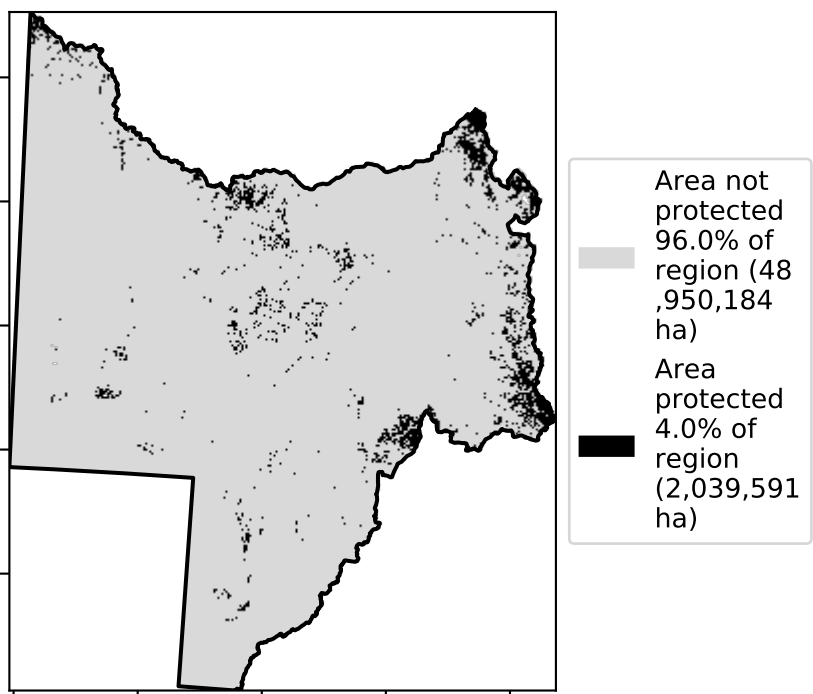 Area not
protected
96.0% of
region (48
,950,184
ha)
Area
protected
4.0% of
region
(2,039,591
ha)